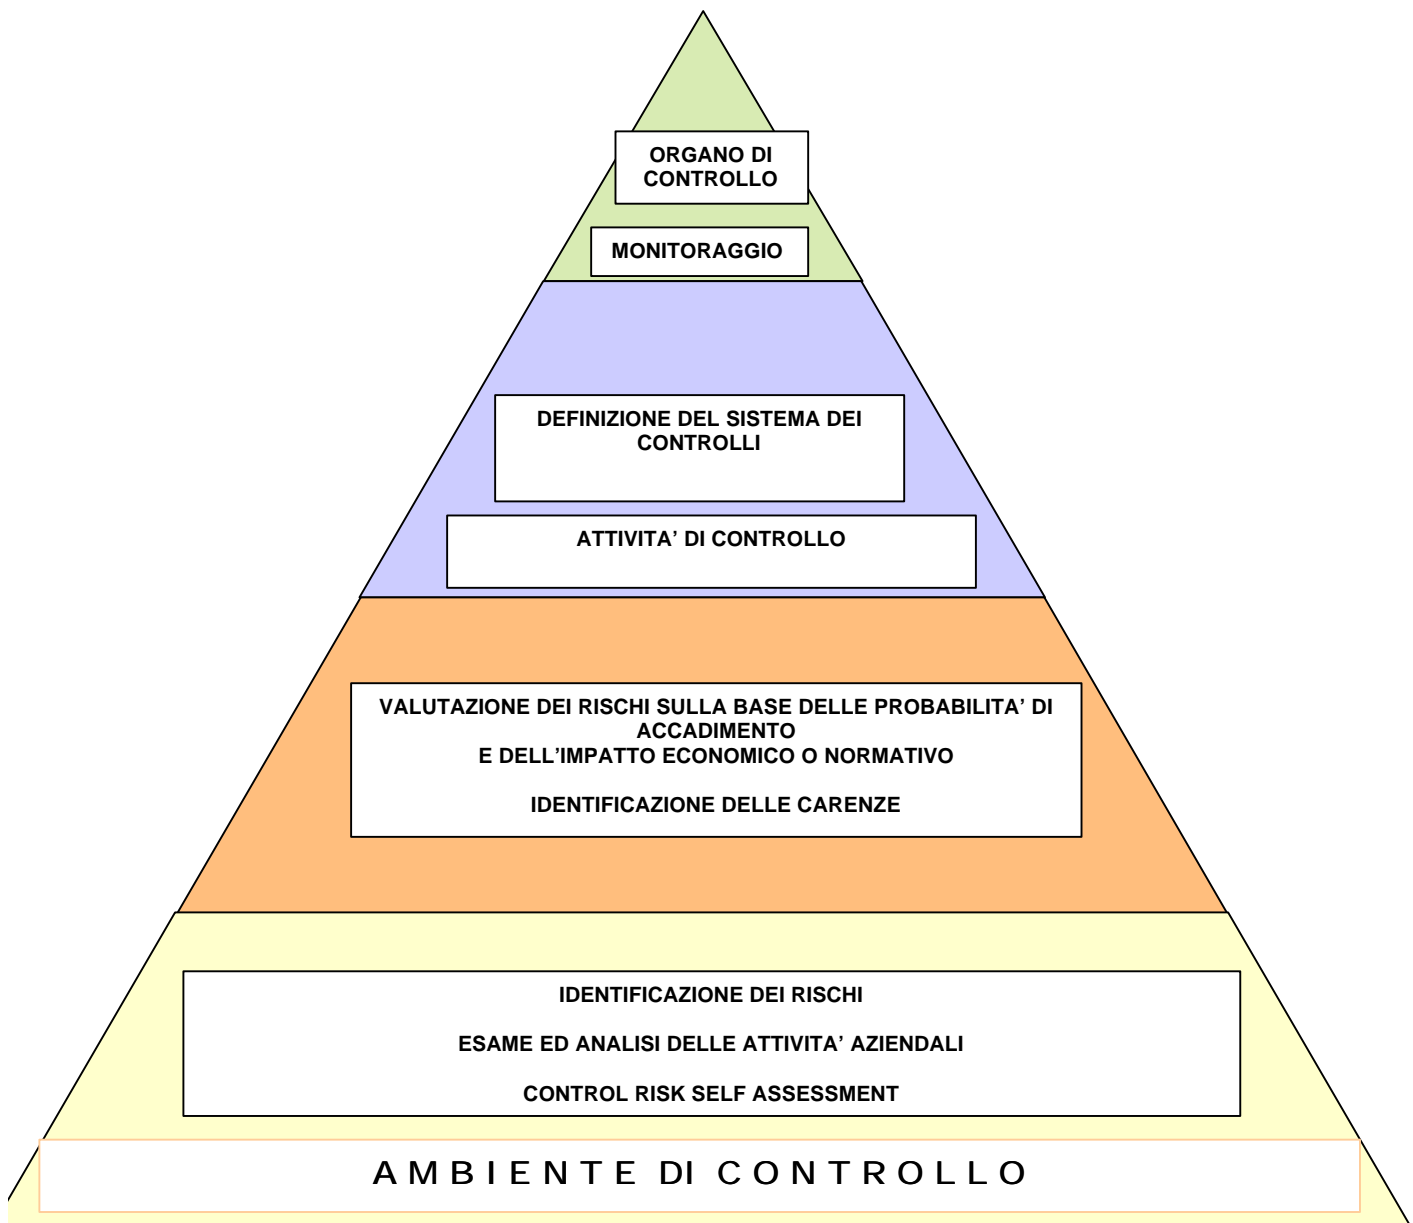 ORGANO DI
CONTROLLO
MONITORAGGIO
DEFINIZIONE DEL SISTEMA DEI
CONTROLLI
ATTIVITA’ DI CONTROLLO
VALUTAZIONE DEI RISCHI SULLA BASE DELLE PROBABILITA’ DI
ACCADIMENTO
E DELL’IMPATTO ECONOMICO O NORMATIVO
IDENTIFICAZIONE DELLE CARENZE
IDENTIFICAZIONE DEI RISCHI
ESAME ED ANALISI DELLE ATTIVITA’ AZIENDALI
CONTROL RISK SELF ASSESSMENT
AMBIENTE DI CONTROLLO